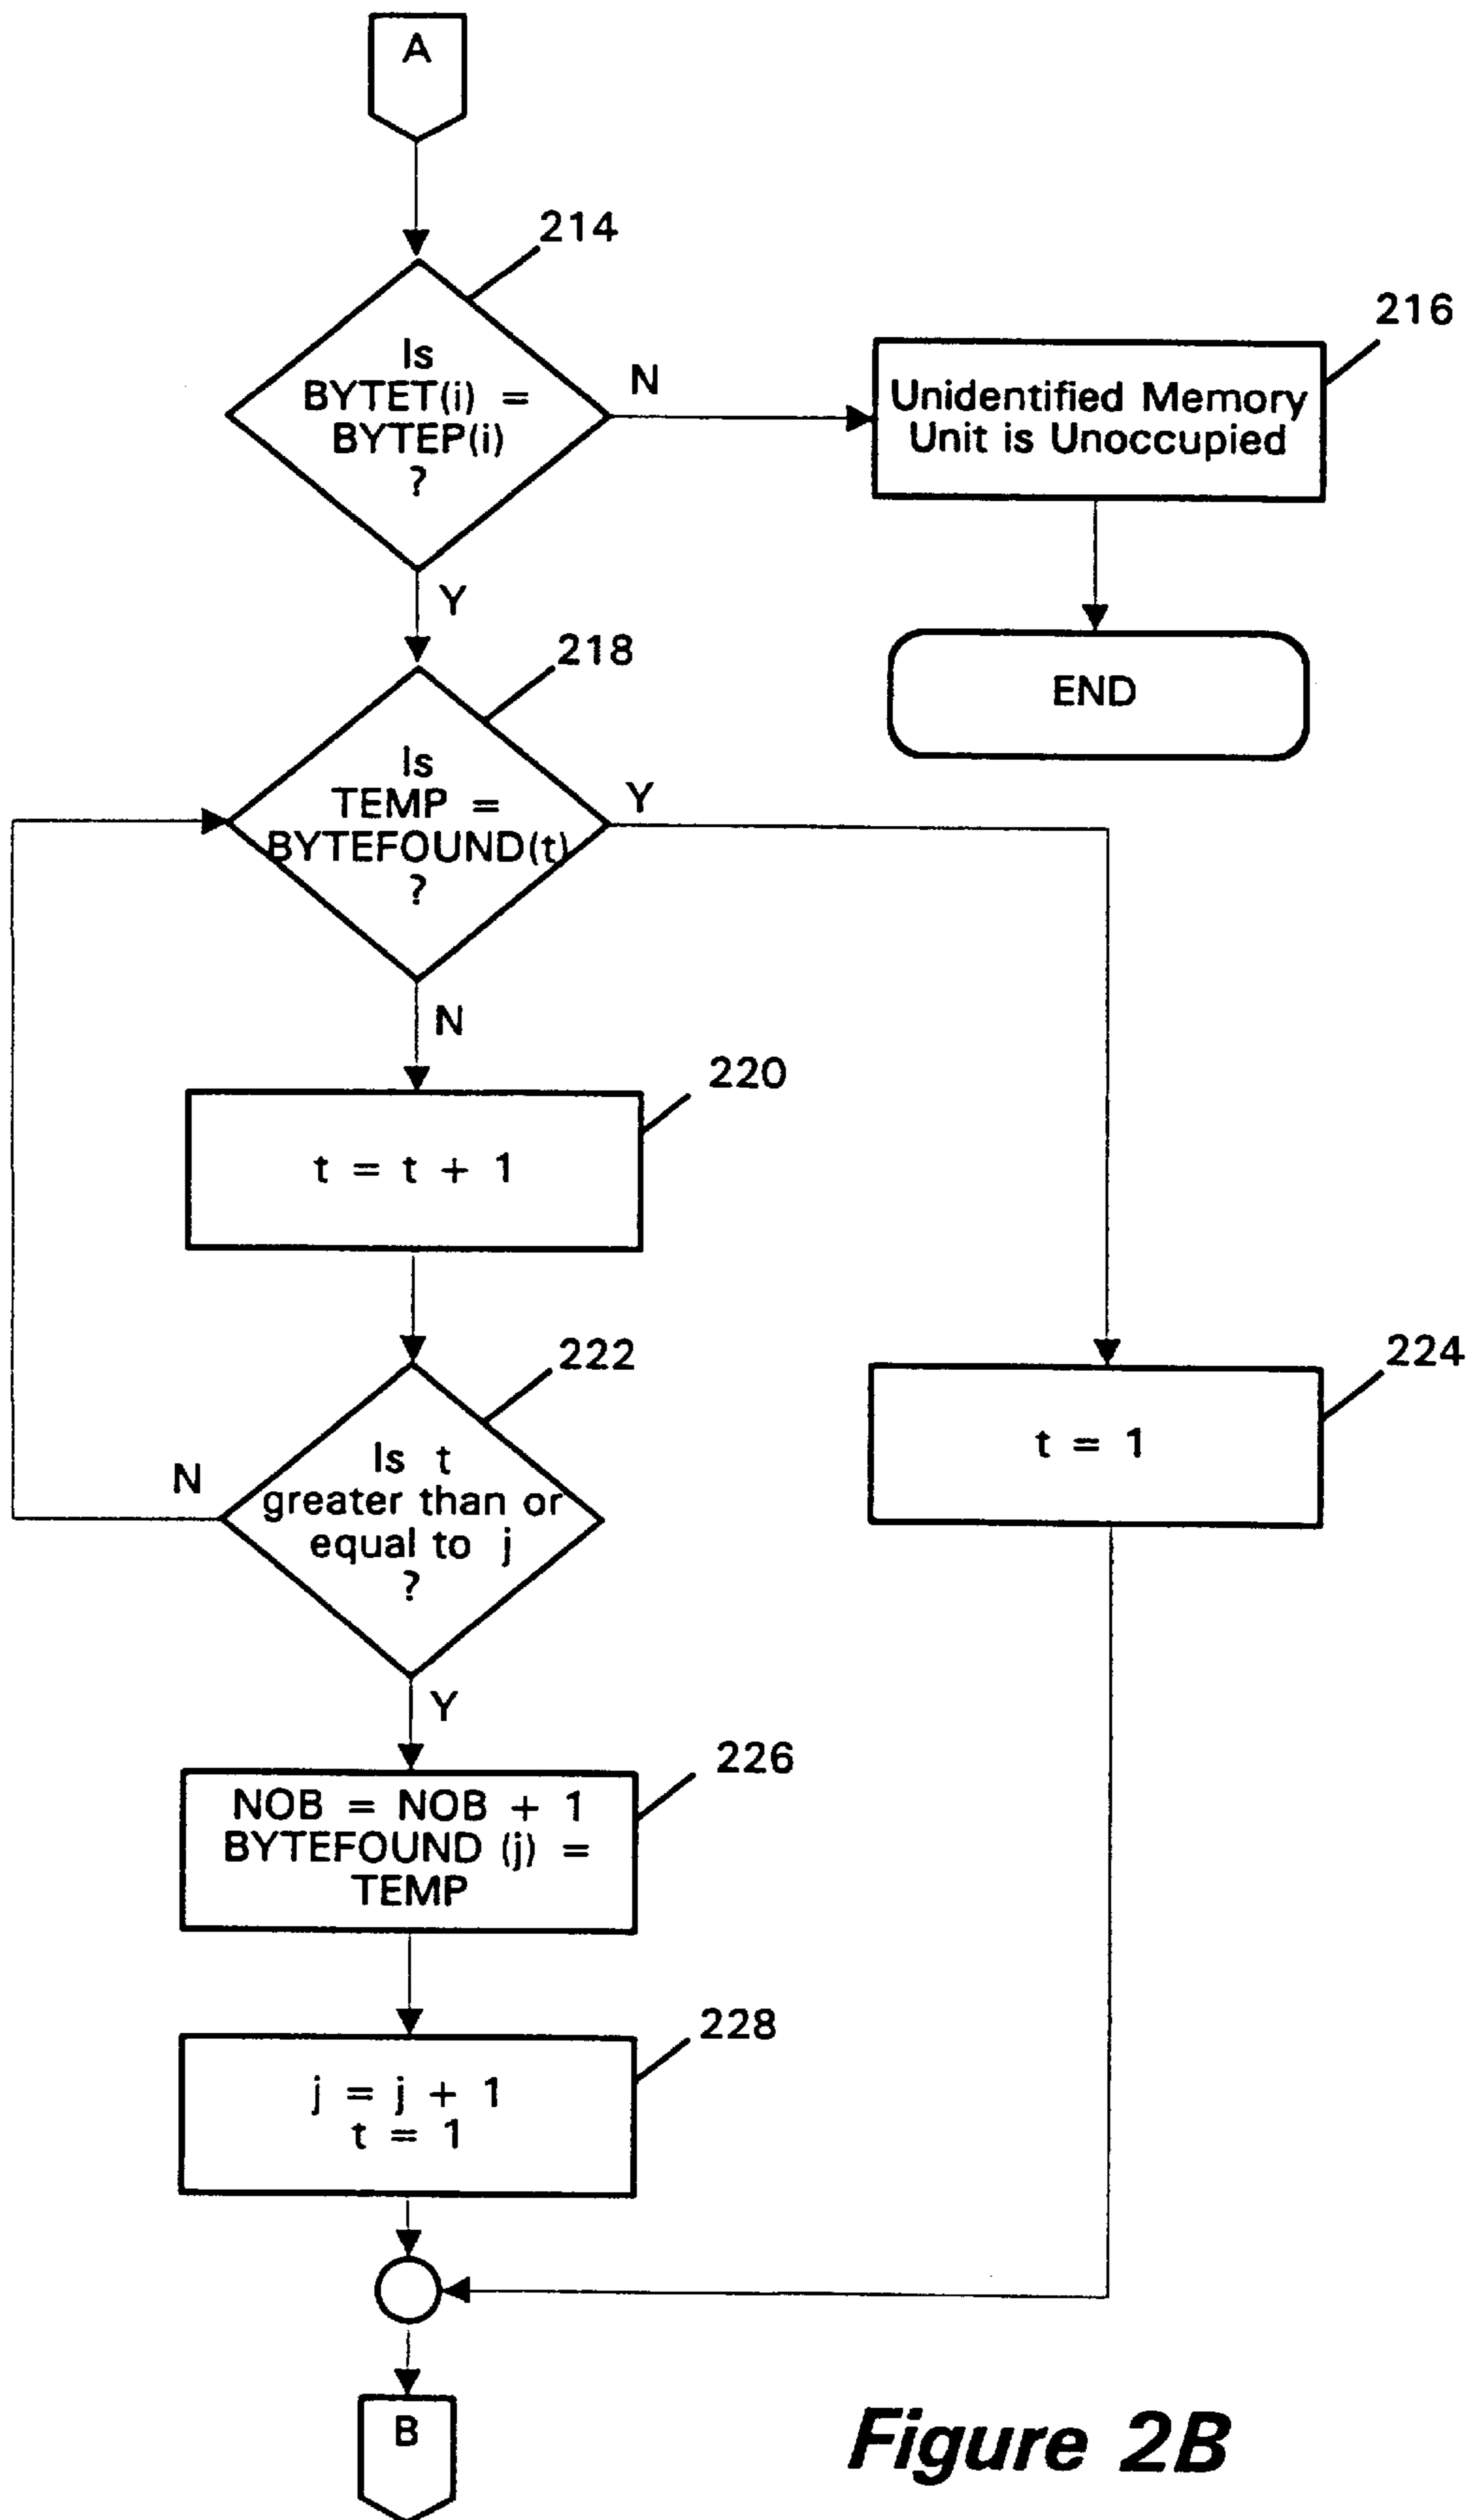 A
214
Is
BYTET(i) =
BYTEP(i)
?
N
216
Unidentified Memory
Unit is Unoccupied
Y
END
218
Is
TEMP =
BYTEFOUND(t)
?
Y
N
220
t = t + 1
222
Is t
greater than or
equal to j
?
N
224
t = 1
Y
226
NOB = NOB + 1
BYTEFOUND (j) =
TEMP
228
j = j + 1
t = 1
B
Figure 2B